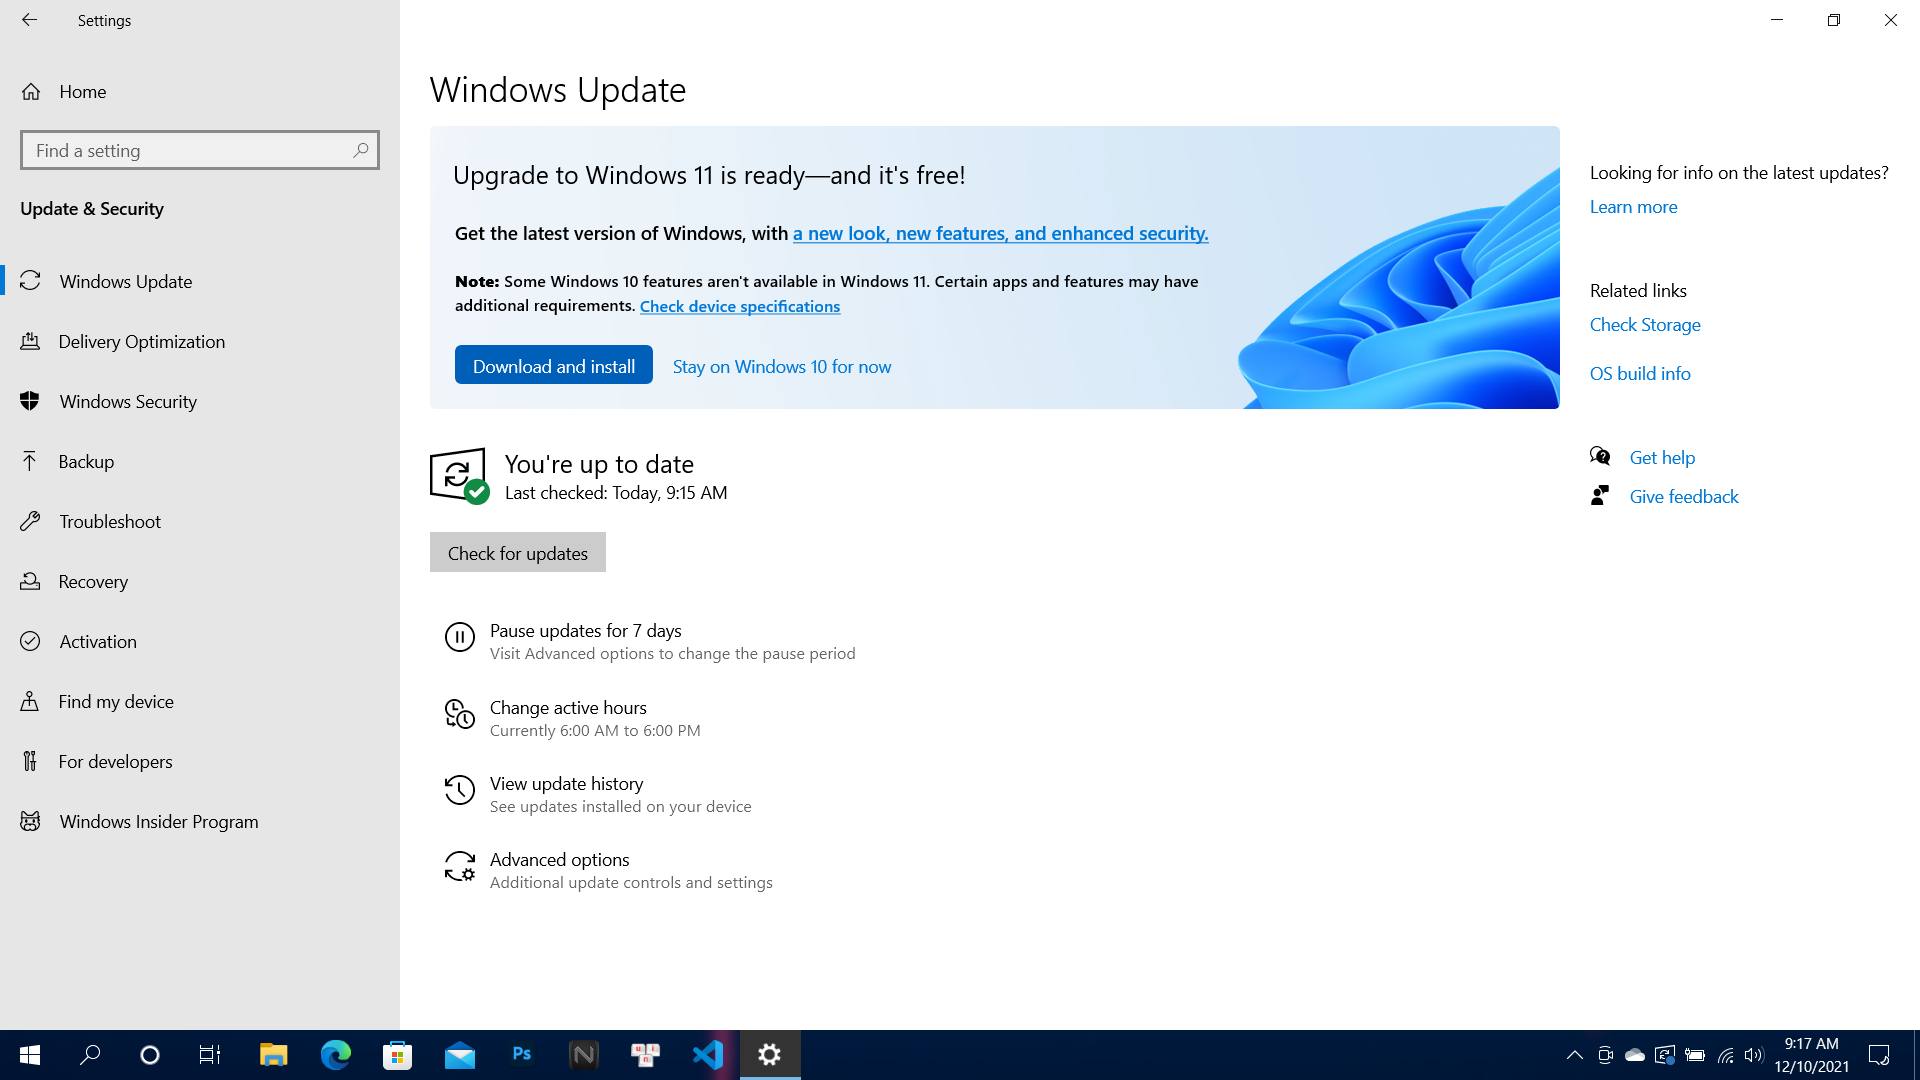 Settings
Home
Find a setting
Update & Security
Windows Update
Delivery Optimization
Windows Security
Backup
Troubleshoot
Recovery
Activation
Find my device
For developers
Windows Insider Program
Windows Update
Upgrade to Windows 11 is ready—and it's free!
Get the latest version of Windows, with a new look, new features, and enhanced security.
Note: Some Windows 10 features aren't available in Windows 11. Certain apps and features may have
additional requirements. Check device specifications
Download and install
Stay on Windows 10 for now
You're up to date
Last checked: Today, 9:15 AM
Check for updates
Pause updates for 7 days
Visit Advanced options to change the pause period
Change active hours
Currently 6:00 AM to 6:00 PM
View update history
See updates installed on your device
Advanced options
Additional update controls and settings
Looking for info on the latest updates?
Learn more
Related links
Check Storage
OS build info
Get help
Give feedback
Ps
N
u i n
9:17 AM
12/10/2021